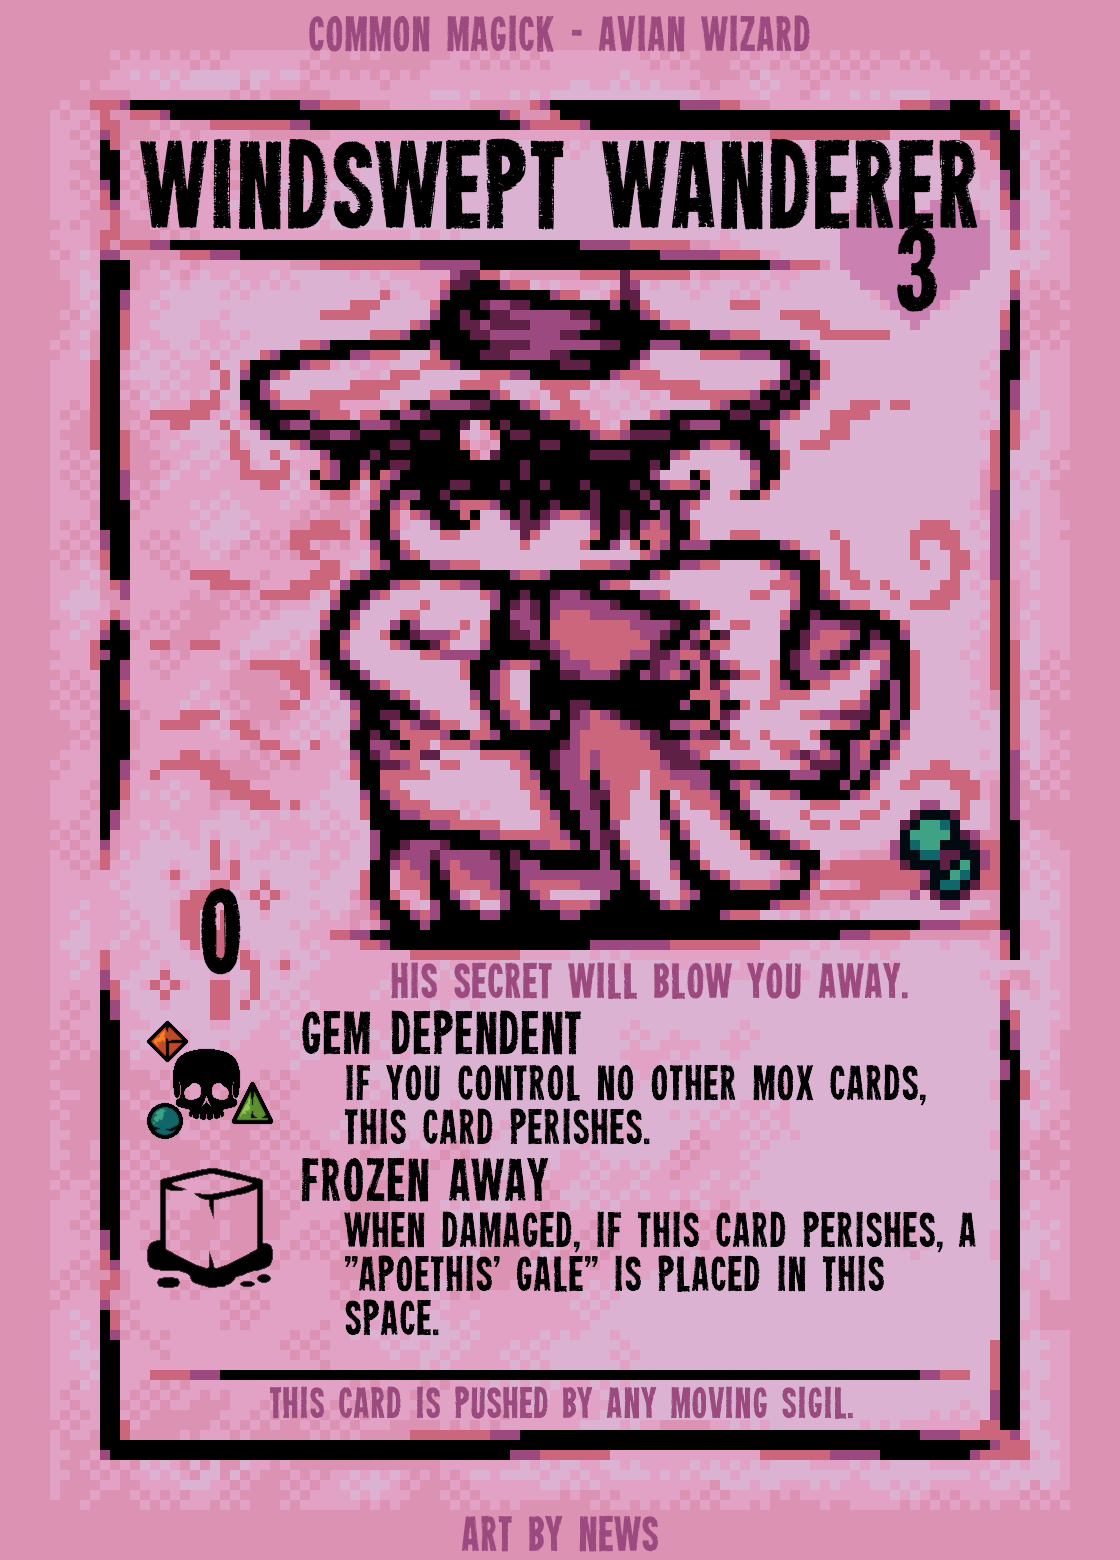 COMMON MAGICK - AVIAN WIZARD
WINDSWEPT WANDERER
3
0
HIS SECRET WILL BLOW YOU AWAY.
GEM DEPENDENT
IF YOU CONTROL NO OTHER MOX CARDS,
THIS CARD PERISHES.
FROZEN AWAY
WHEN DAMAGED, IF THIS CARD PERISHES, A
"APOETHIS' GALE" IS PLACED IN THIS
SPACE.
THIS CARD IS PUSHED BY ANY MOVING SIGIL.
ART BY NEWS